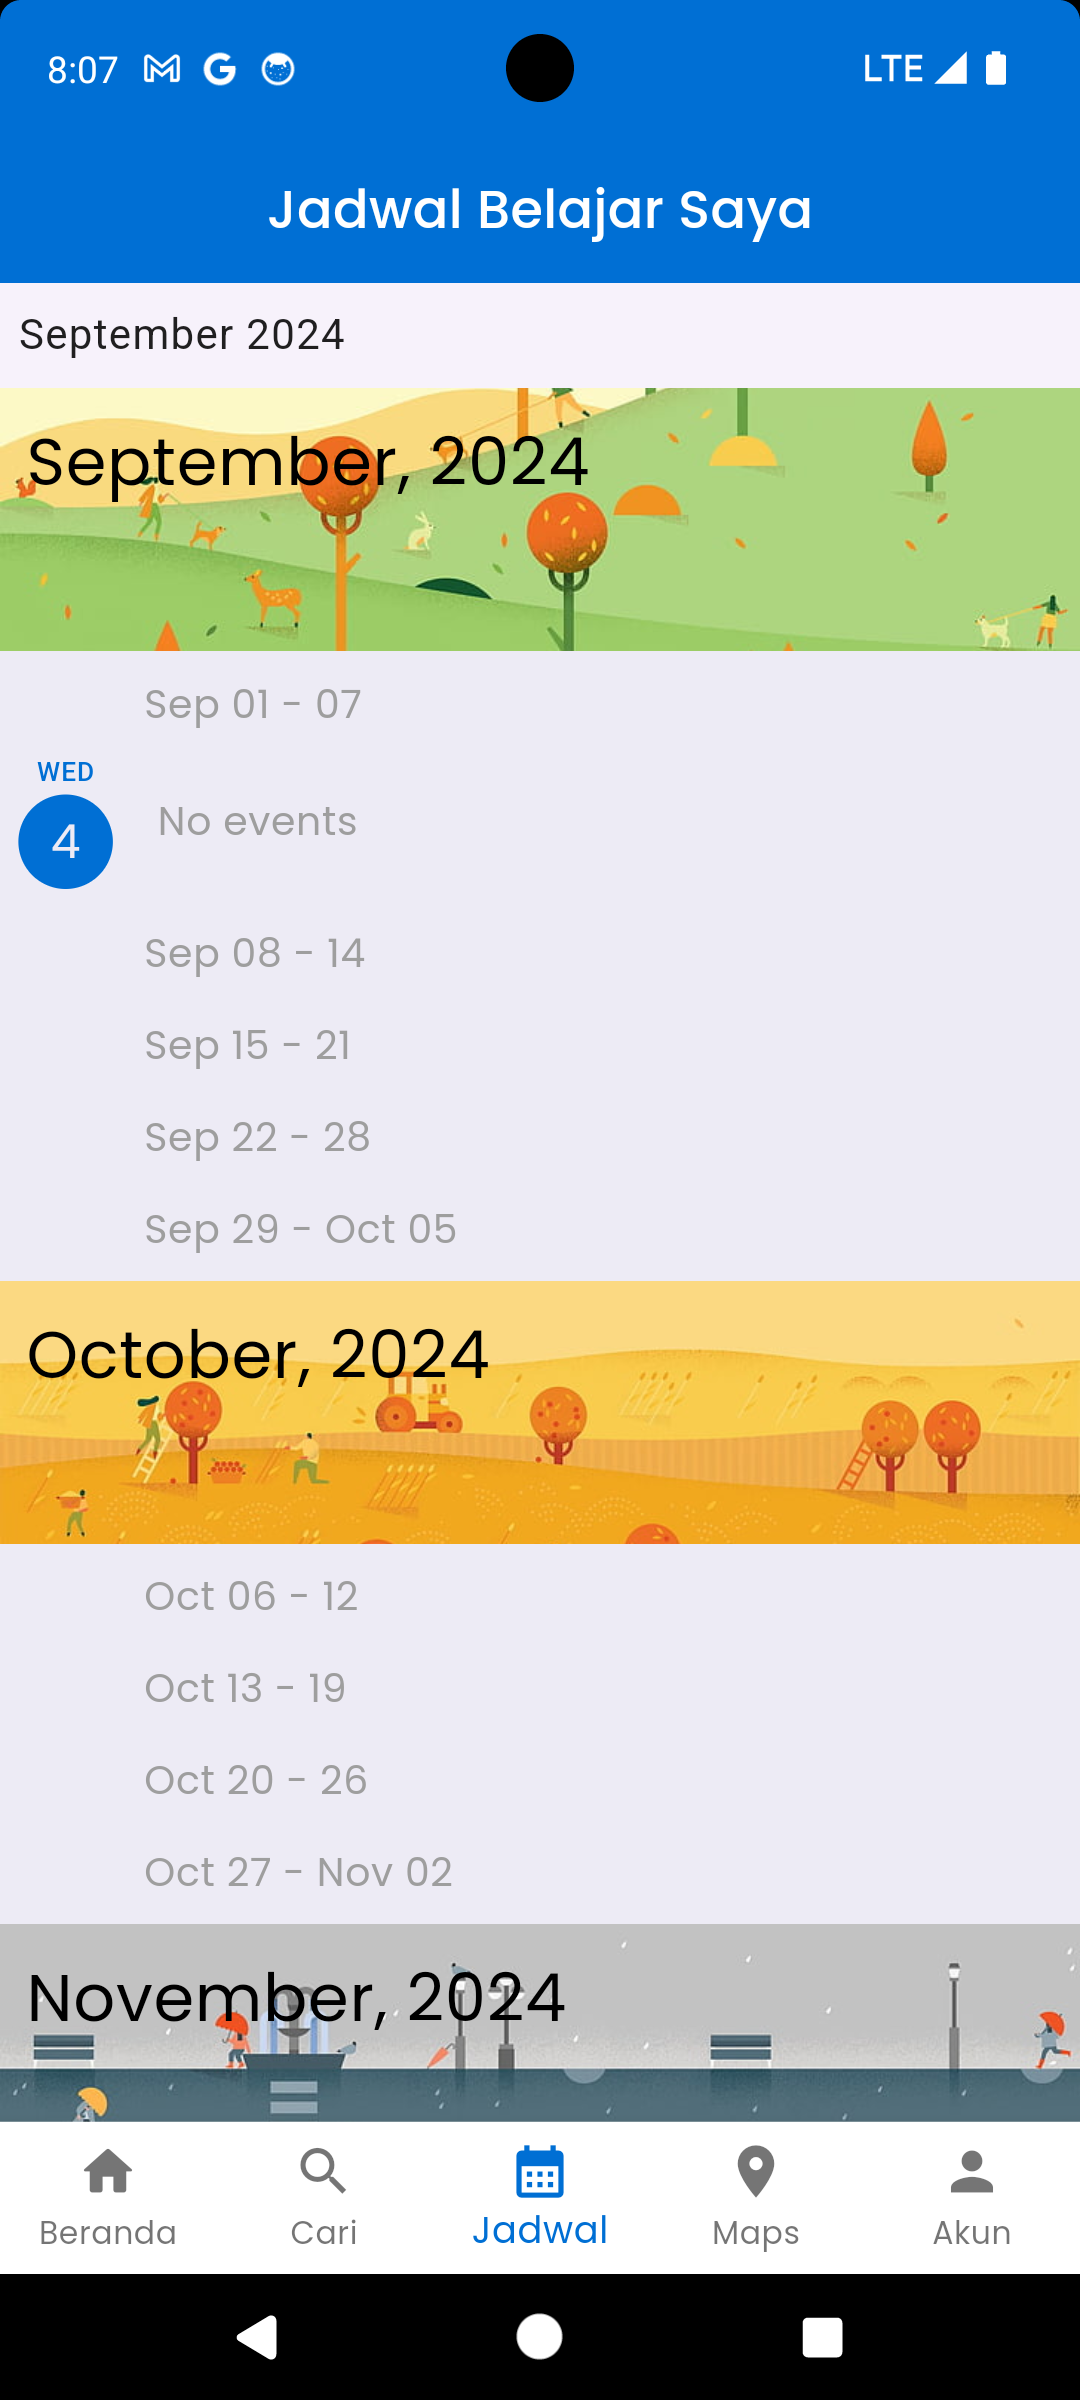 8:07
LTE
Jadwal Belajar Saya
September 2024
September, 2024
Sep 01 - 07
WED
4
No events
Sep 08 - 14
Sep 15 - 21
Sep 22 - 28
Sep 29 - Oct 05
October, 2024
Oct 06 - 12
Oct 13 - 19
Oct 20 - 26
Oct 27 - Nov 02
November, 2024
Beranda
Cari
Jadwal
Maps
Akun